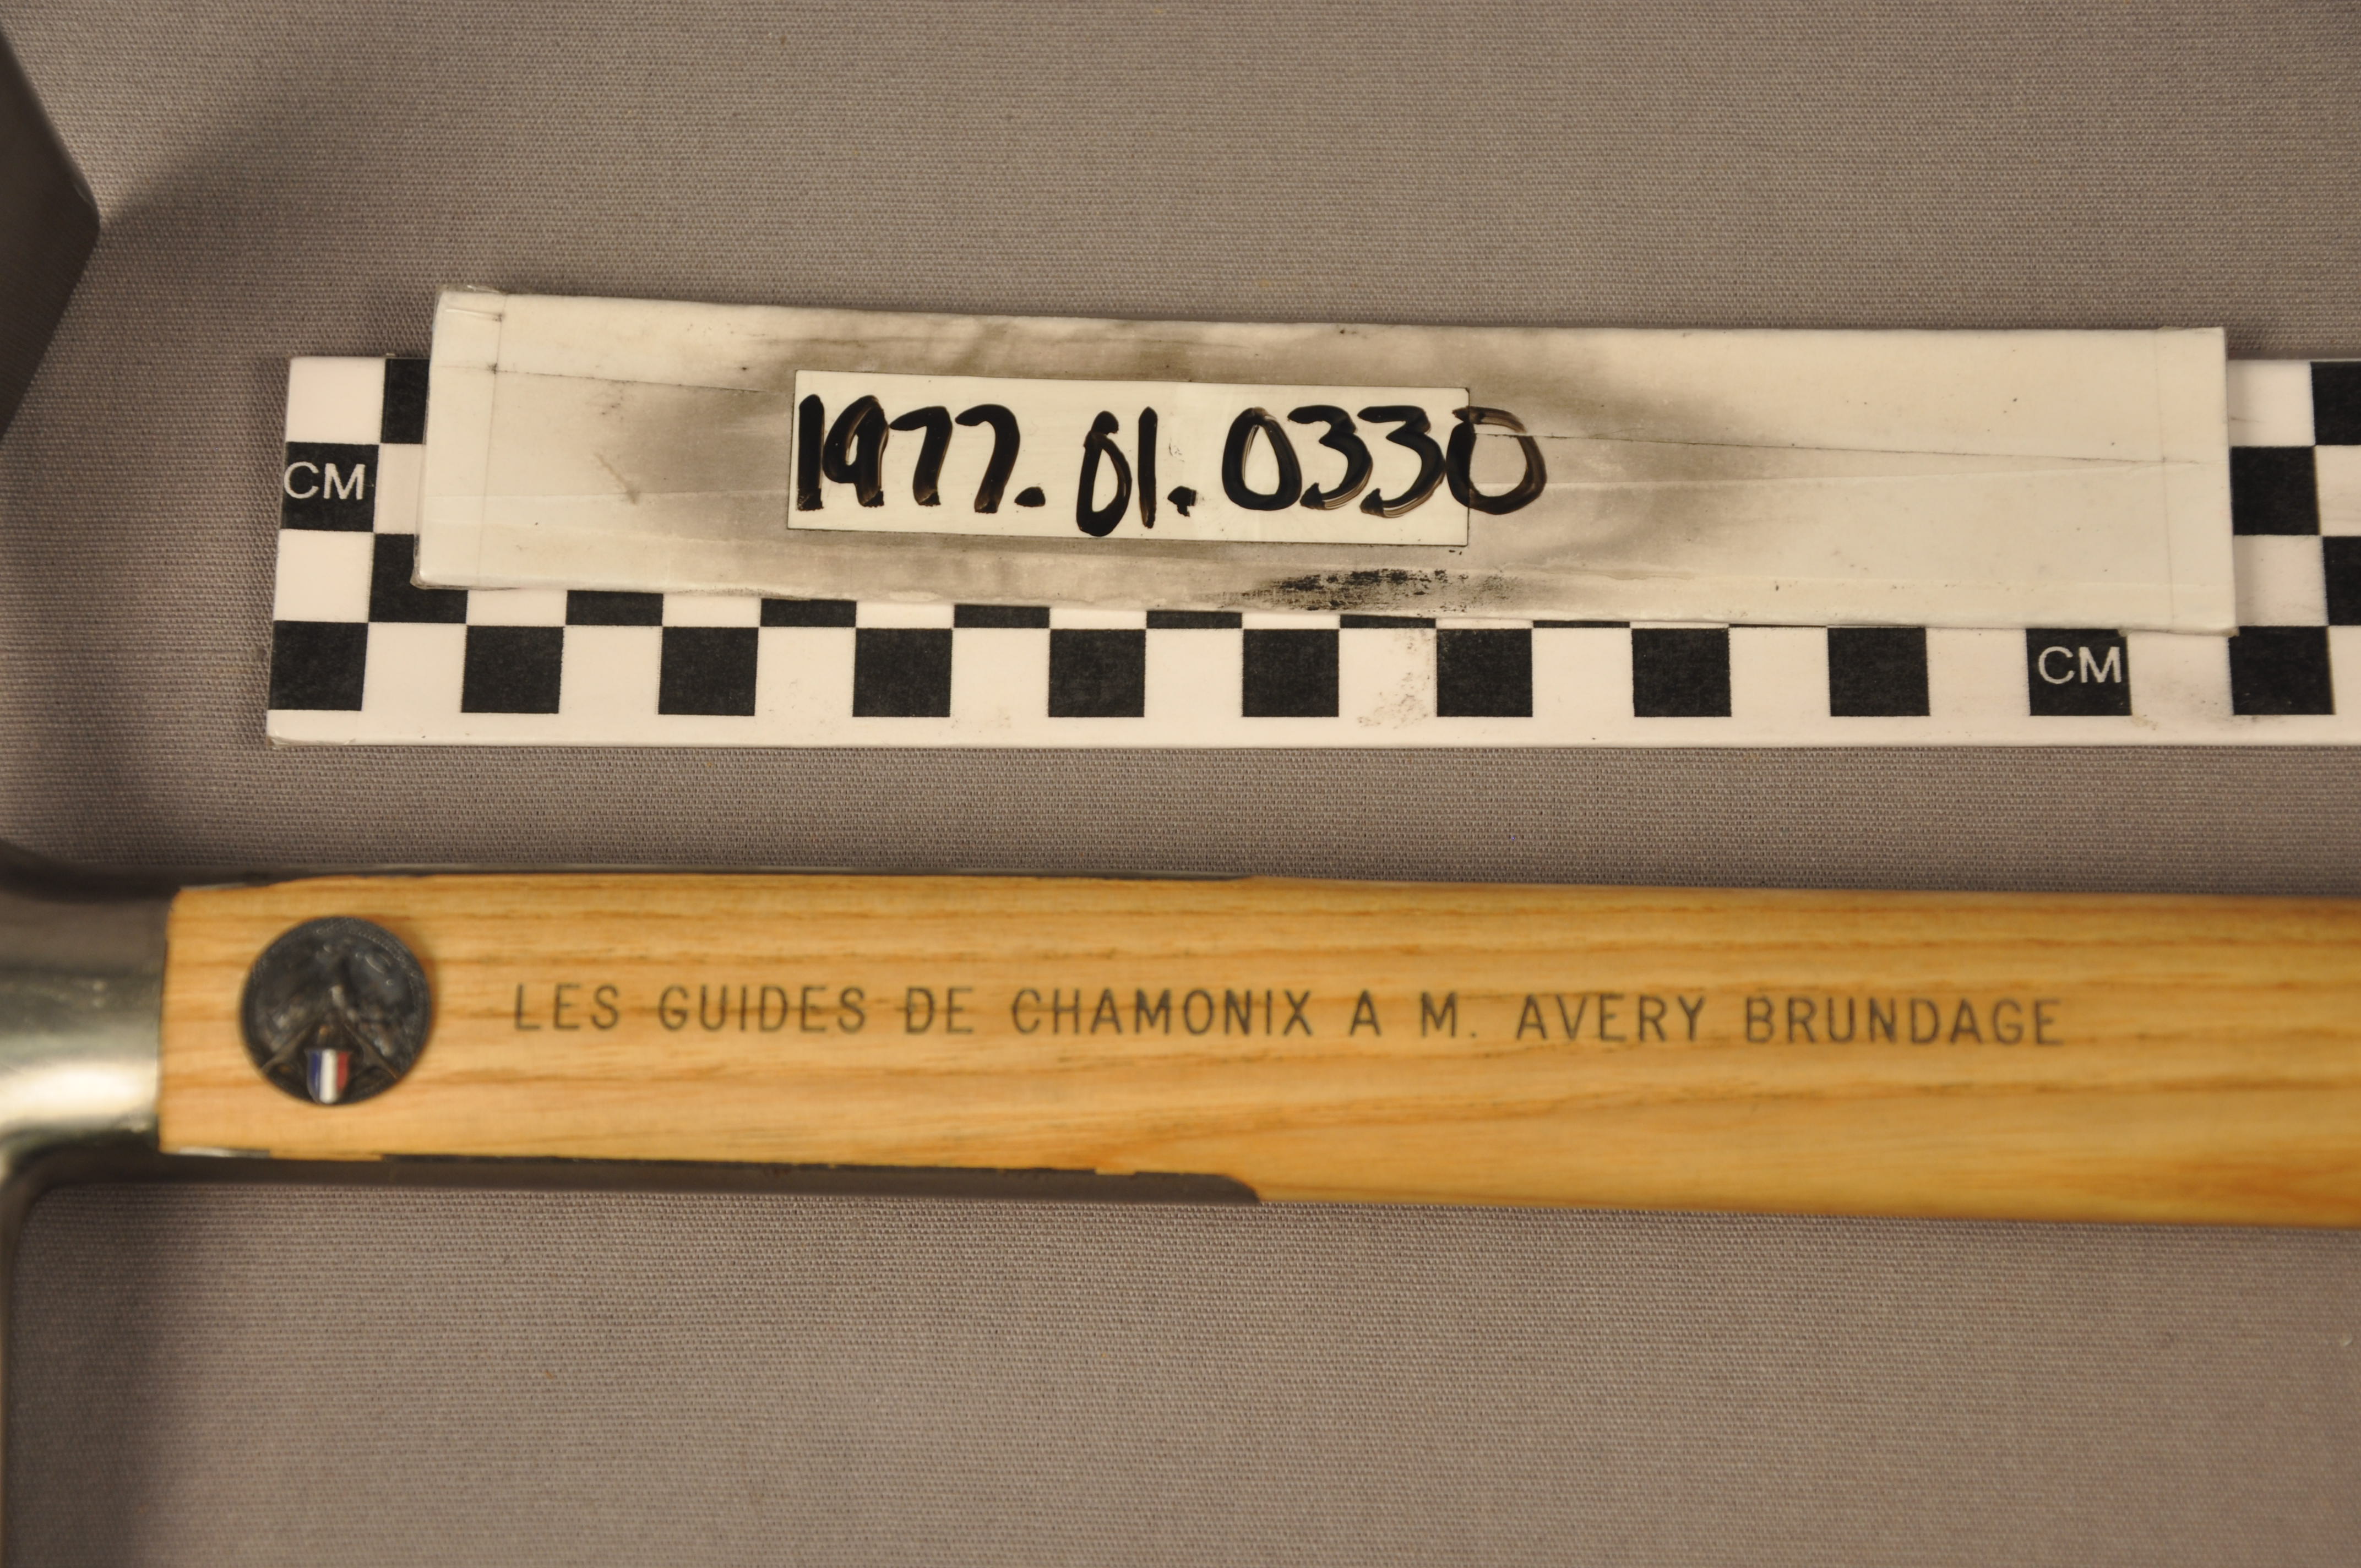 1977.01.0330
CM
CM
LES GUIDES DE CHAMONIX A M. AVERY BRUNDAGE